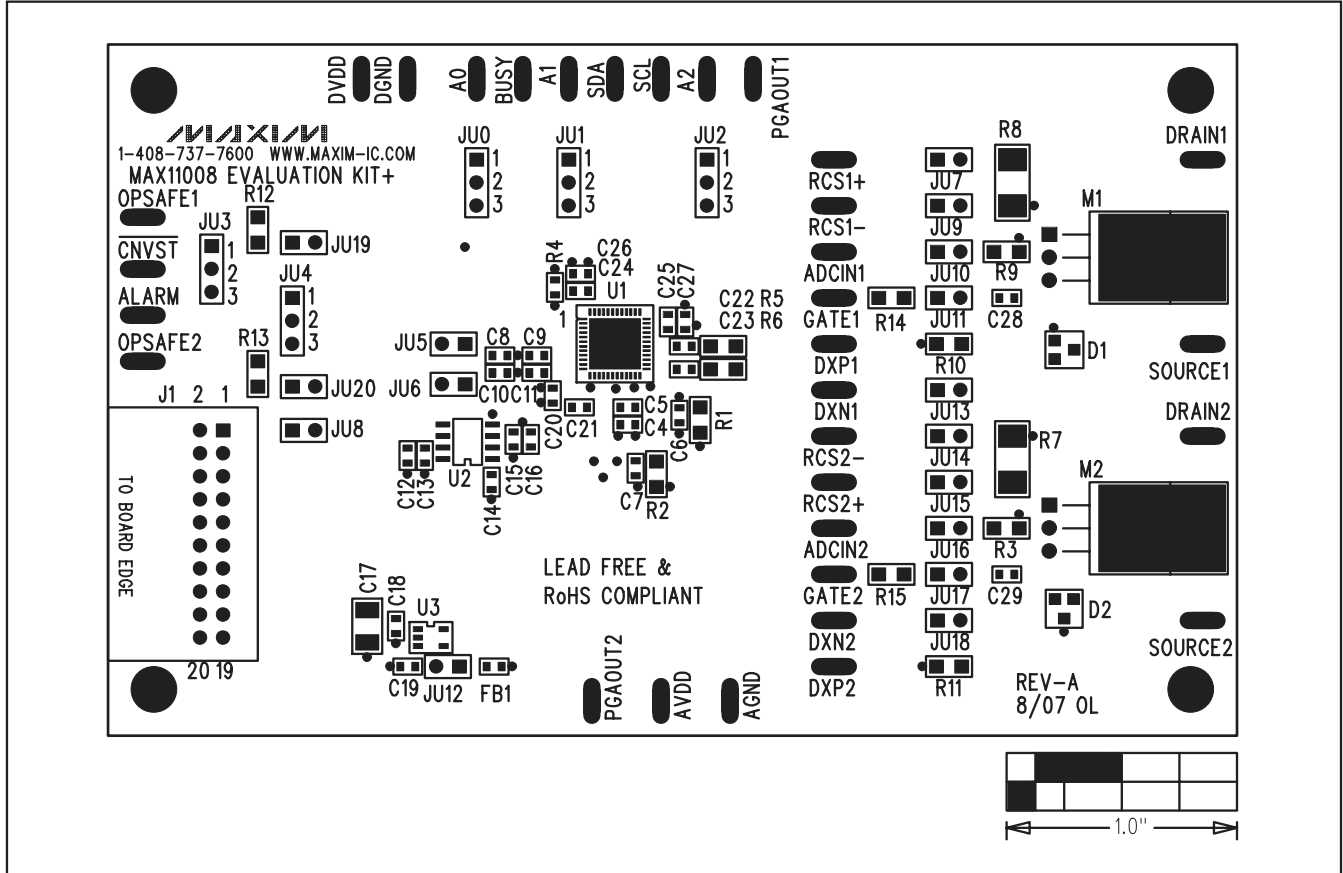 DVDD
DGND
A0
BUSY
A1
SDA
SCL
A2
PGAOUT1
MAXIM
1-408-737-7600 WWW.MAXIM-IC.COM
MAX11008 EVALUATION KIT+
OPSAFE1
R12
JU3
1
2
3
CNVST
ALARM
OPSAFE2
JU19
JU4
1
2
3
R13
JU20
JU8
JU0
1
2
3
JU1
1
2
3
JU2
1
2
3
R4
C26
C24
U1
1
C25
C27
C22 R5
C23 R6
JU5
JU6
C8
C9
C10
C11
C20
C21
C5
C4
C6
R1
C7
R2
U2
C12
C13
C14
C15
C16
RCS1+
RCS1-
ADCIN1
GATE1
DXP1
DXN1
RCS2-
RCS2+
ADCIN2
GATE2
DXN2
DXP2
R14
R15
JU7
JU9
JU10
JU11
R10
JU13
JU14
JU15
JU16
JU17
JU18
R11
R8
R9
C28
R7
R3
C29
DRAIN1
M1
D1
SOURCE1
DRAIN2
M2
D2
SOURCE2
J1 2 1
TO BOARD EDGE
20 19
C17
C18
U3
C19
JU12
FB1
LEAD FREE &
RoHS COMPLIANT
PGAOUT2
AVDD
AGND
REV-A
8/07 OL
1.0"